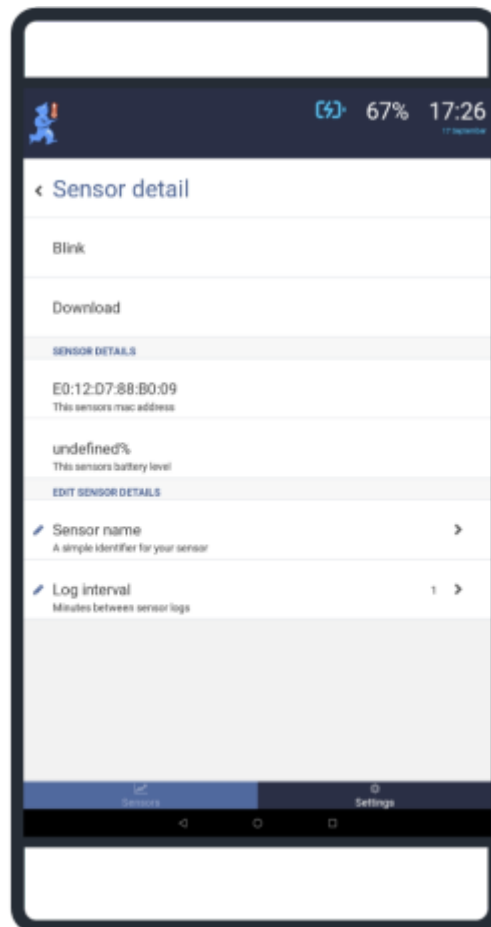 67% 17:26
17 September
Sensor detail
Blink
Download
SENSOR DETAILS
E0:12:D7:88:B0:09
This sensors mac address
undefined%
This sensors battery level
EDIT SENSOR DETAILS
Sensor name
A simple identifier for your sensor
Log interval
1
Minutes between sensor logs
Sensors
Settings